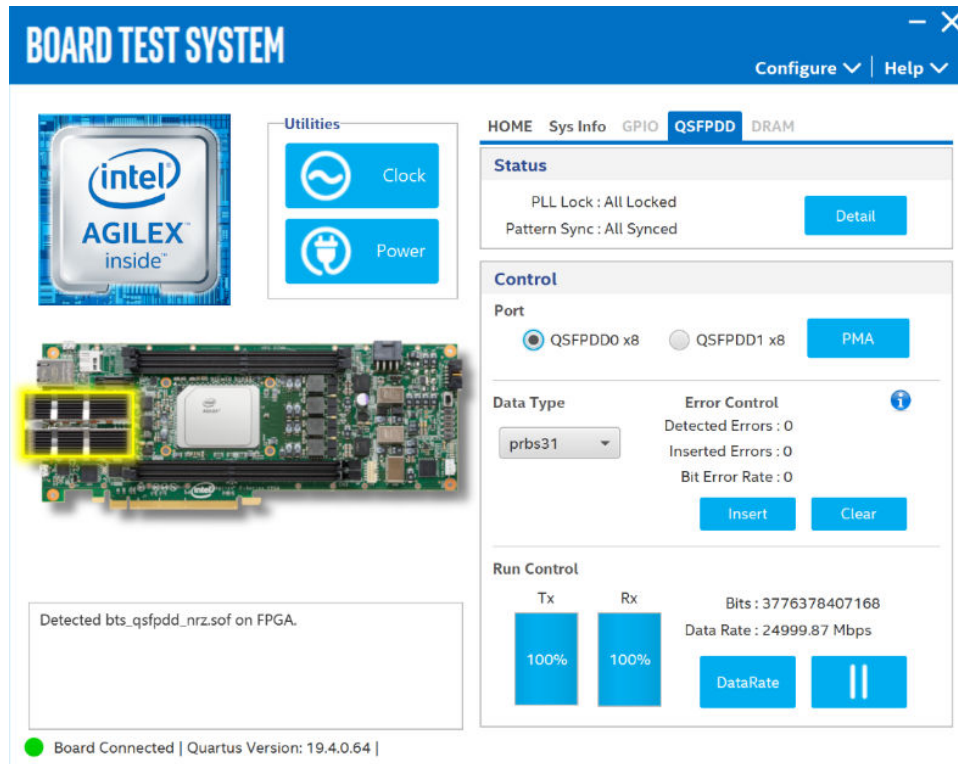 BOARD TEST SYSTEM
Configure | Help
intel
AGILEX
inside
Utilities
Clock
Power
HOME Sys Info GPIO QSFPDD DRAM
Status
PLL Lock : All Locked
Pattern Sync : All Synced
Detail
Control
Port
QSFPDD0 x8 QSFPDD1 x8 PMA
Data Type Error Control
prbs31
Detected Errors : 0
Inserted Errors : 0
Bit Error Rate : 0
Insert Clear
Run Control
Tx Rx
100% 100%
Bits : 3776378407168
Data Rate : 24999.87 Mbps
DataRate
Detected bts_qsfpdd_nrz.sof on FPGA.
Board Connected | Quartus Version: 19.4.0.64 |